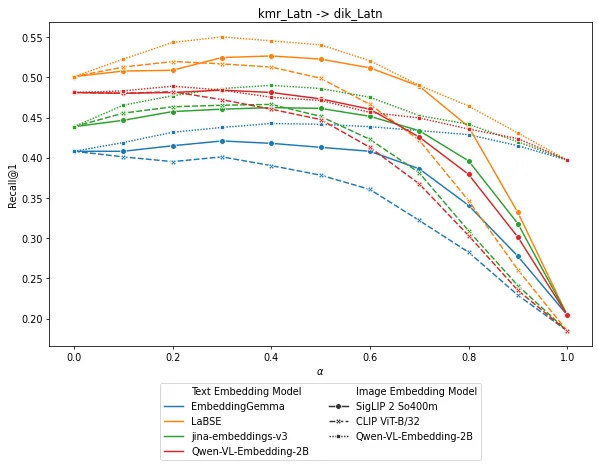 kmr_Latn -> dik_Latn
Recall@1
0.55
0.50
0.45
0.40
0.35
0.30
0.25
0.20
0.0 0.2 0.4 0.6 0.8 1.0
α
Text Embedding Model
EmbeddingGemma
LaBSE
jina-embeddings-v3
Qwen-VL-Embedding-2B
Image Embedding Model
SigLIP 2 So400m
CLIP ViT-B/32
Qwen-VL-Embedding-2B